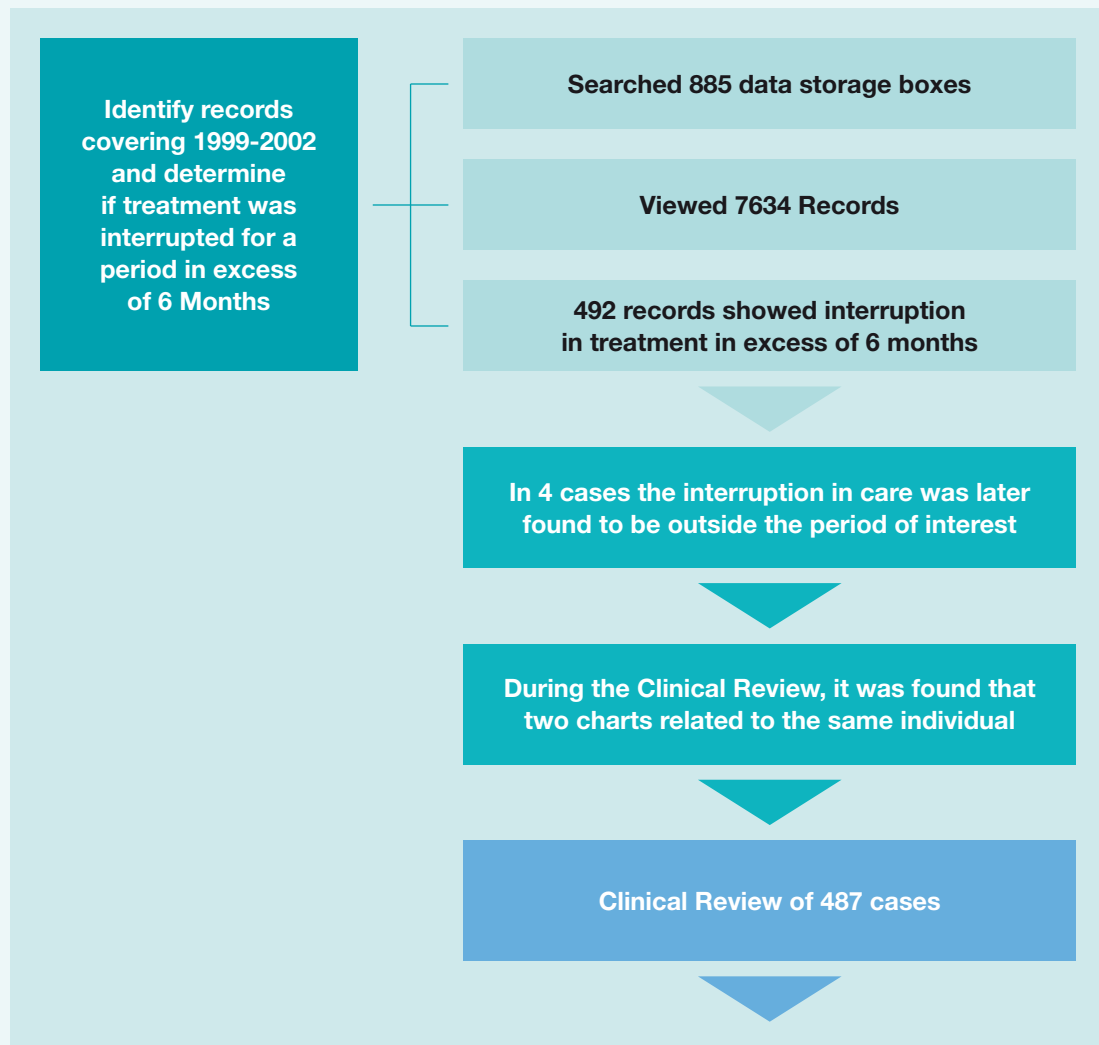 Identify records
covering 1999-2002
and determine
if treatment was
interrupted for a
period in excess
of 6 Months
Searched 885 data storage boxes
Viewed 7634 Records
492 records showed interruption
in treatment in excess of 6 months
In 4 cases the interruption in care was later
found to be outside the period of interest
During the Clinical Review, it was found that
two charts related to the same individual
Clinical Review of 487 cases